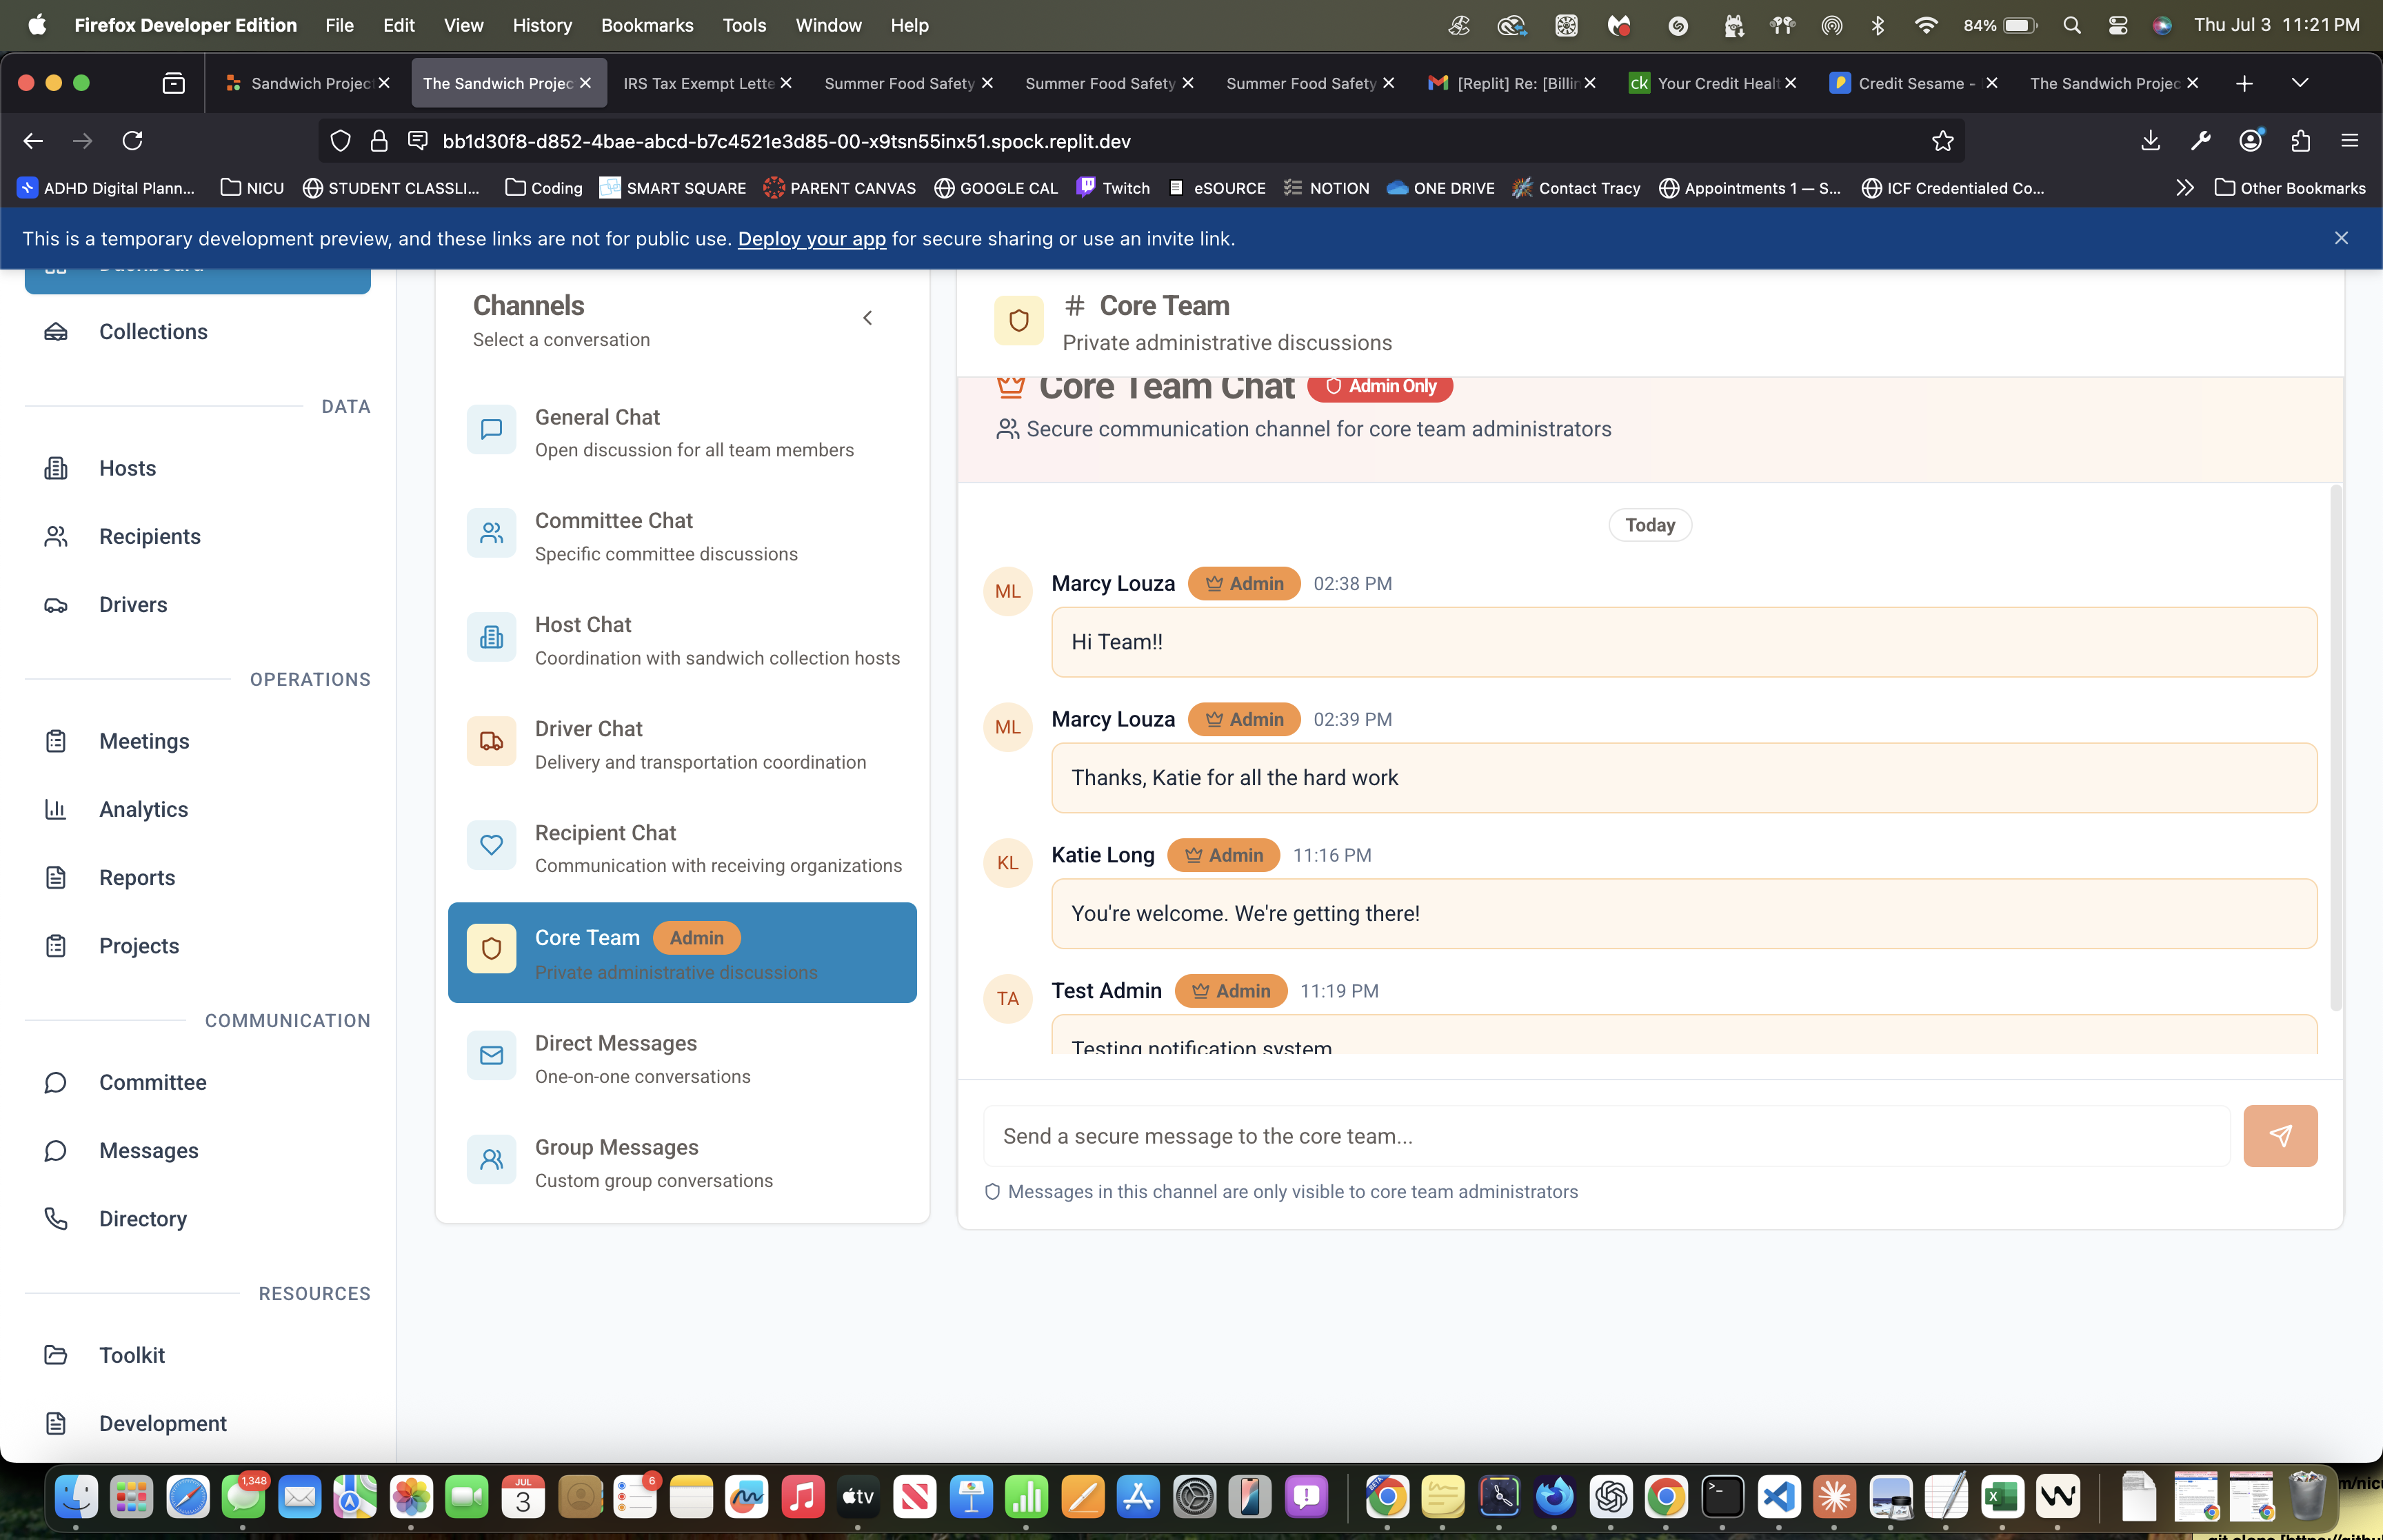 Firefox Developer Edition File Edit View History Bookmarks Tools Window Help 84% Thu Jul 3 11:21 PM
Sandwich Project The Sandwich Projec IRS Tax Exempt Lette Summer Food Safety Summer Food Safety Summer Food Safety [Replit] Re: [Billin ck Your Credit Healt Credit Sesame - The Sandwich Projec
bb1d30f8-d852-4bae-abcd-b7c4521e3d85-00-x9tsn55inx51.spock.replit.dev
ADHD Digital Plann... NICU STUDENT CLASSLI... Coding SMART SQUARE PARENT CANVAS GOOGLE CAL Twitch eSOURCE NOTION ONE DRIVE Contact Tracy Appointments 1 — S... ICF Credentialed Co... Other Bookmarks
This is a temporary development preview, and these links are not for public use. Deploy your app for secure sharing or use an invite link.
Dashboard
Collections
DATA
Hosts
Recipients
Drivers
OPERATIONS
Meetings
Analytics
Reports
Projects
COMMUNICATION
Committee
Messages
Directory
RESOURCES
Toolkit
Development
Channels
Select a conversation
General Chat
Open discussion for all team members
Committee Chat
Specific committee discussions
Host Chat
Coordination with sandwich collection hosts
Driver Chat
Delivery and transportation coordination
Recipient Chat
Communication with receiving organizations
Core Team Admin
Private administrative discussions
Direct Messages
One-on-one conversations
Group Messages
Custom group conversations
# Core Team
Private administrative discussions
Core Team Chat Admin Only
Secure communication channel for core team administrators
Today
ML Marcy Louza Admin 02:38 PM
Hi Team!!
ML Marcy Louza Admin 02:39 PM
Thanks, Katie for all the hard work
KL Katie Long Admin 11:16 PM
You're welcome. We're getting there!
TA Test Admin Admin 11:19 PM
Testing notification system
Send a secure message to the core team...
Messages in this channel are only visible to core team administrators
1,348
JUL
3
6
tv